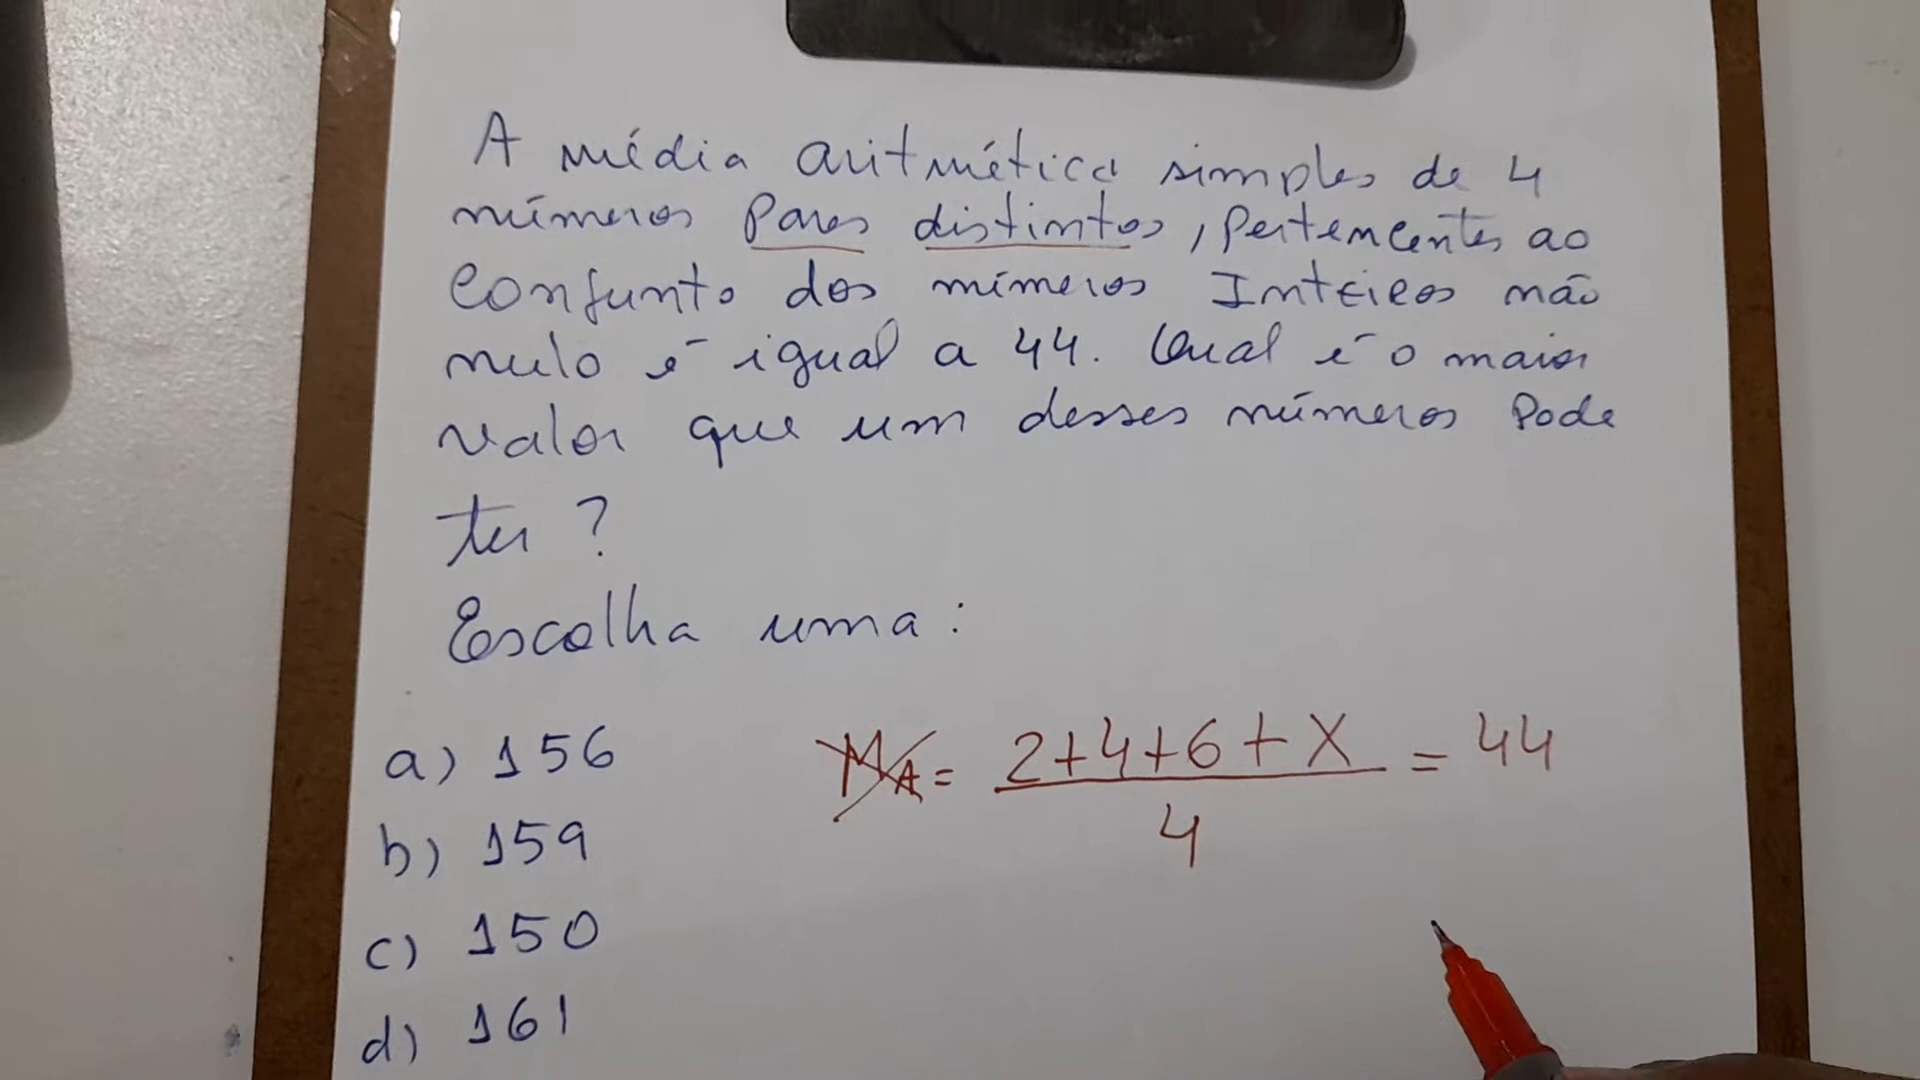 A média aritmética simples de 4
números Pares distintos, Pertencentes ao
Conjunto dos números Inteiros não
nulo é igual a 44. Qual é o maior
valor que um desses números Pode
ter ?
Escolha uma :
a) 156
b) 159
c) 150
d) 161
MA = 2+4+6+X = 44
4